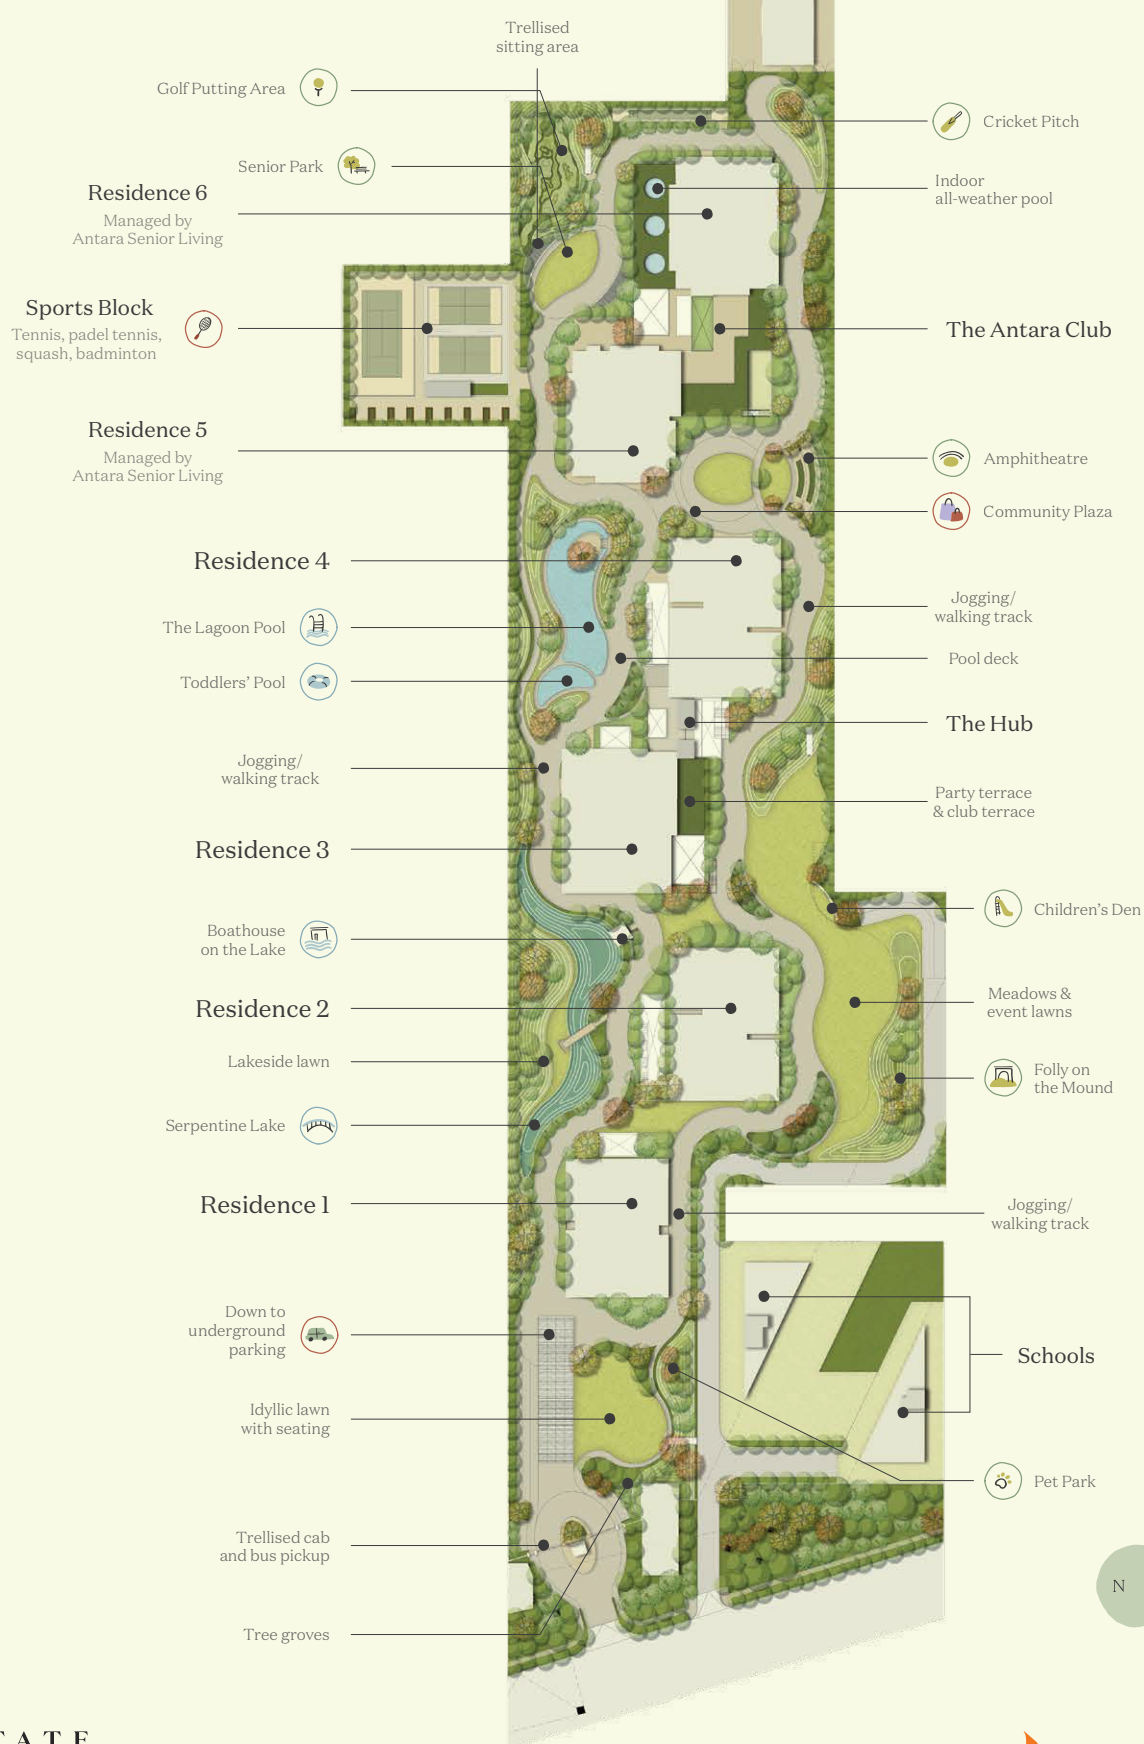 Trellised
sitting area
Golf Putting Area
Cricket Pitch
Senior Park
Indoor
all-weather pool
Residence 6
Managed by
Antara Senior Living
Sports Block
Tennis, padel tennis,
squash, badminton
The Antara Club
Residence 5
Managed by
Antara Senior Living
Amphitheatre
Community Plaza
Residence 4
Jogging/
walking track
The Lagoon Pool
Pool deck
Toddlers' Pool
The Hub
Jogging/
walking track
Party terrace
& club terrace
Residence 3
Children's Den
Boathouse
on the Lake
Residence 2
Meadows &
event lawns
Lakeside lawn
Folly on
the Mound
Serpentine Lake
Residence 1
Jogging/
walking track
Down to
underground
parking
Schools
Idyllic lawn
with seating
Pet Park
Trellised cab
and bus pickup
N
Tree groves